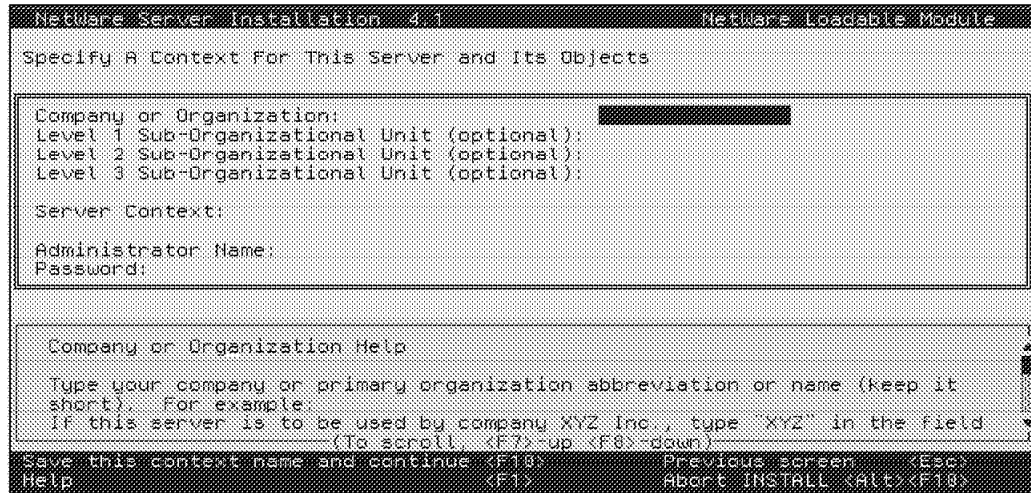 NetWare Server Installation 4.1 NetWare Loadable Module
Specify A Context For This Server and Its Objects
Company or Organization:
Level 1 Sub-Organizational Unit (optional):
Level 2 Sub-Organizational Unit (optional):
Level 3 Sub-Organizational Unit (optional):
Server Context:
Administrator Name:
Password:
Company or Organization Help
Type your company or primary organization abbreviation or name (keep it
short). For example:
If this server is to be used by company XYZ Inc., type "XYZ" in the field
(To scroll, <F7>-up <F8>-down)
Save this context name and continue <F10> Previous screen <Esc>
Help <F1> Abort INSTALL <Alt><F10>